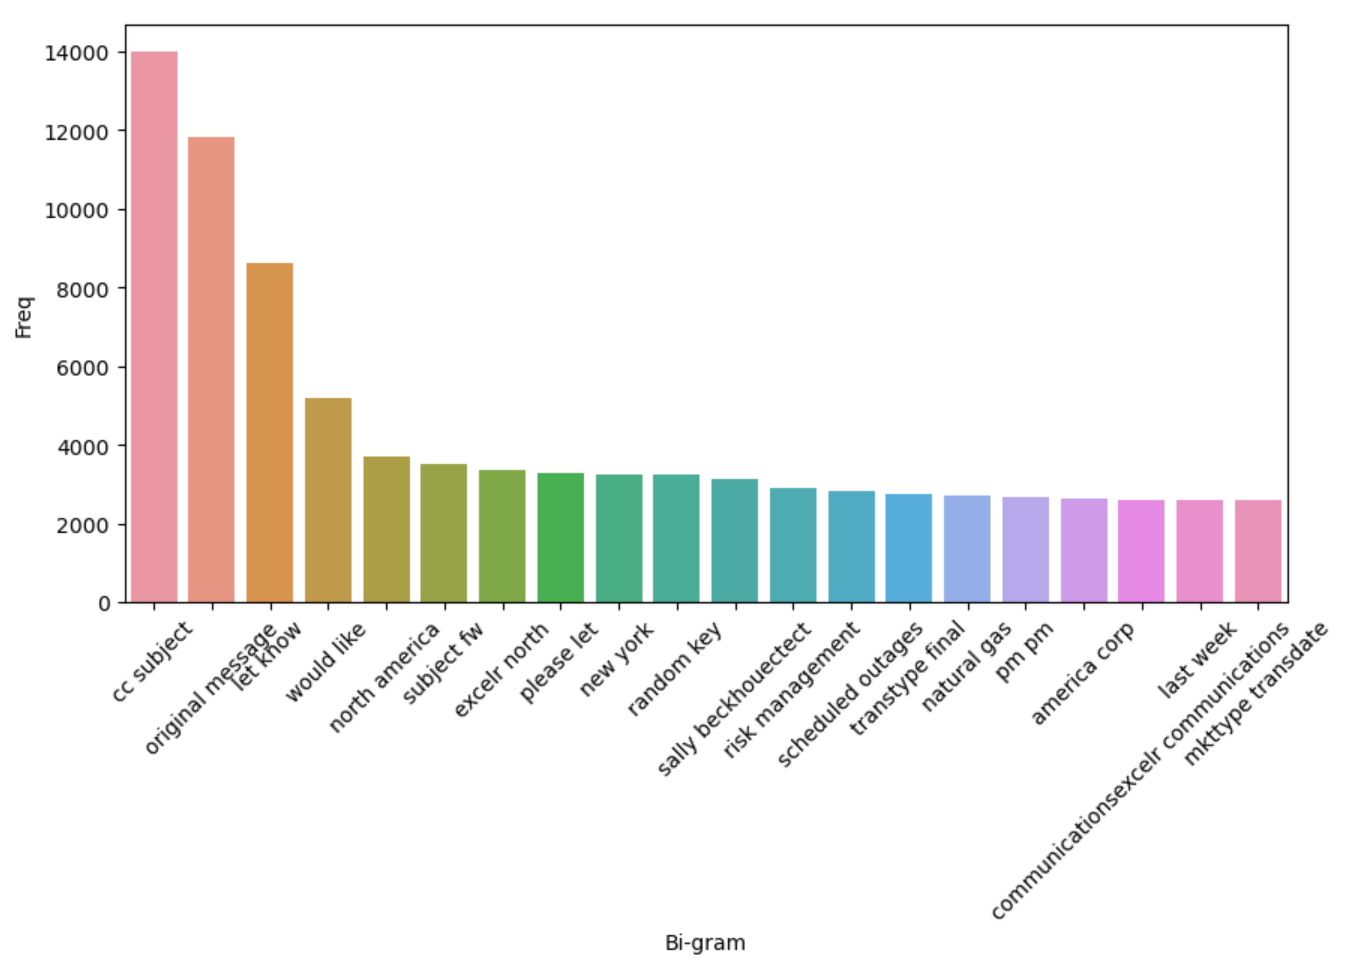 14000
12000
10000
8000
6000
4000
2000
0
Freq
cc subject
original message
let know
would like
north america
subject fw
excelr north
please let
new york
random key
sally beckhouectect
risk management
scheduled outages
transtype final
natural gas
pm pm
america corp
communicationsexcelr communications
last week
mkttype transdate
Bi-gram